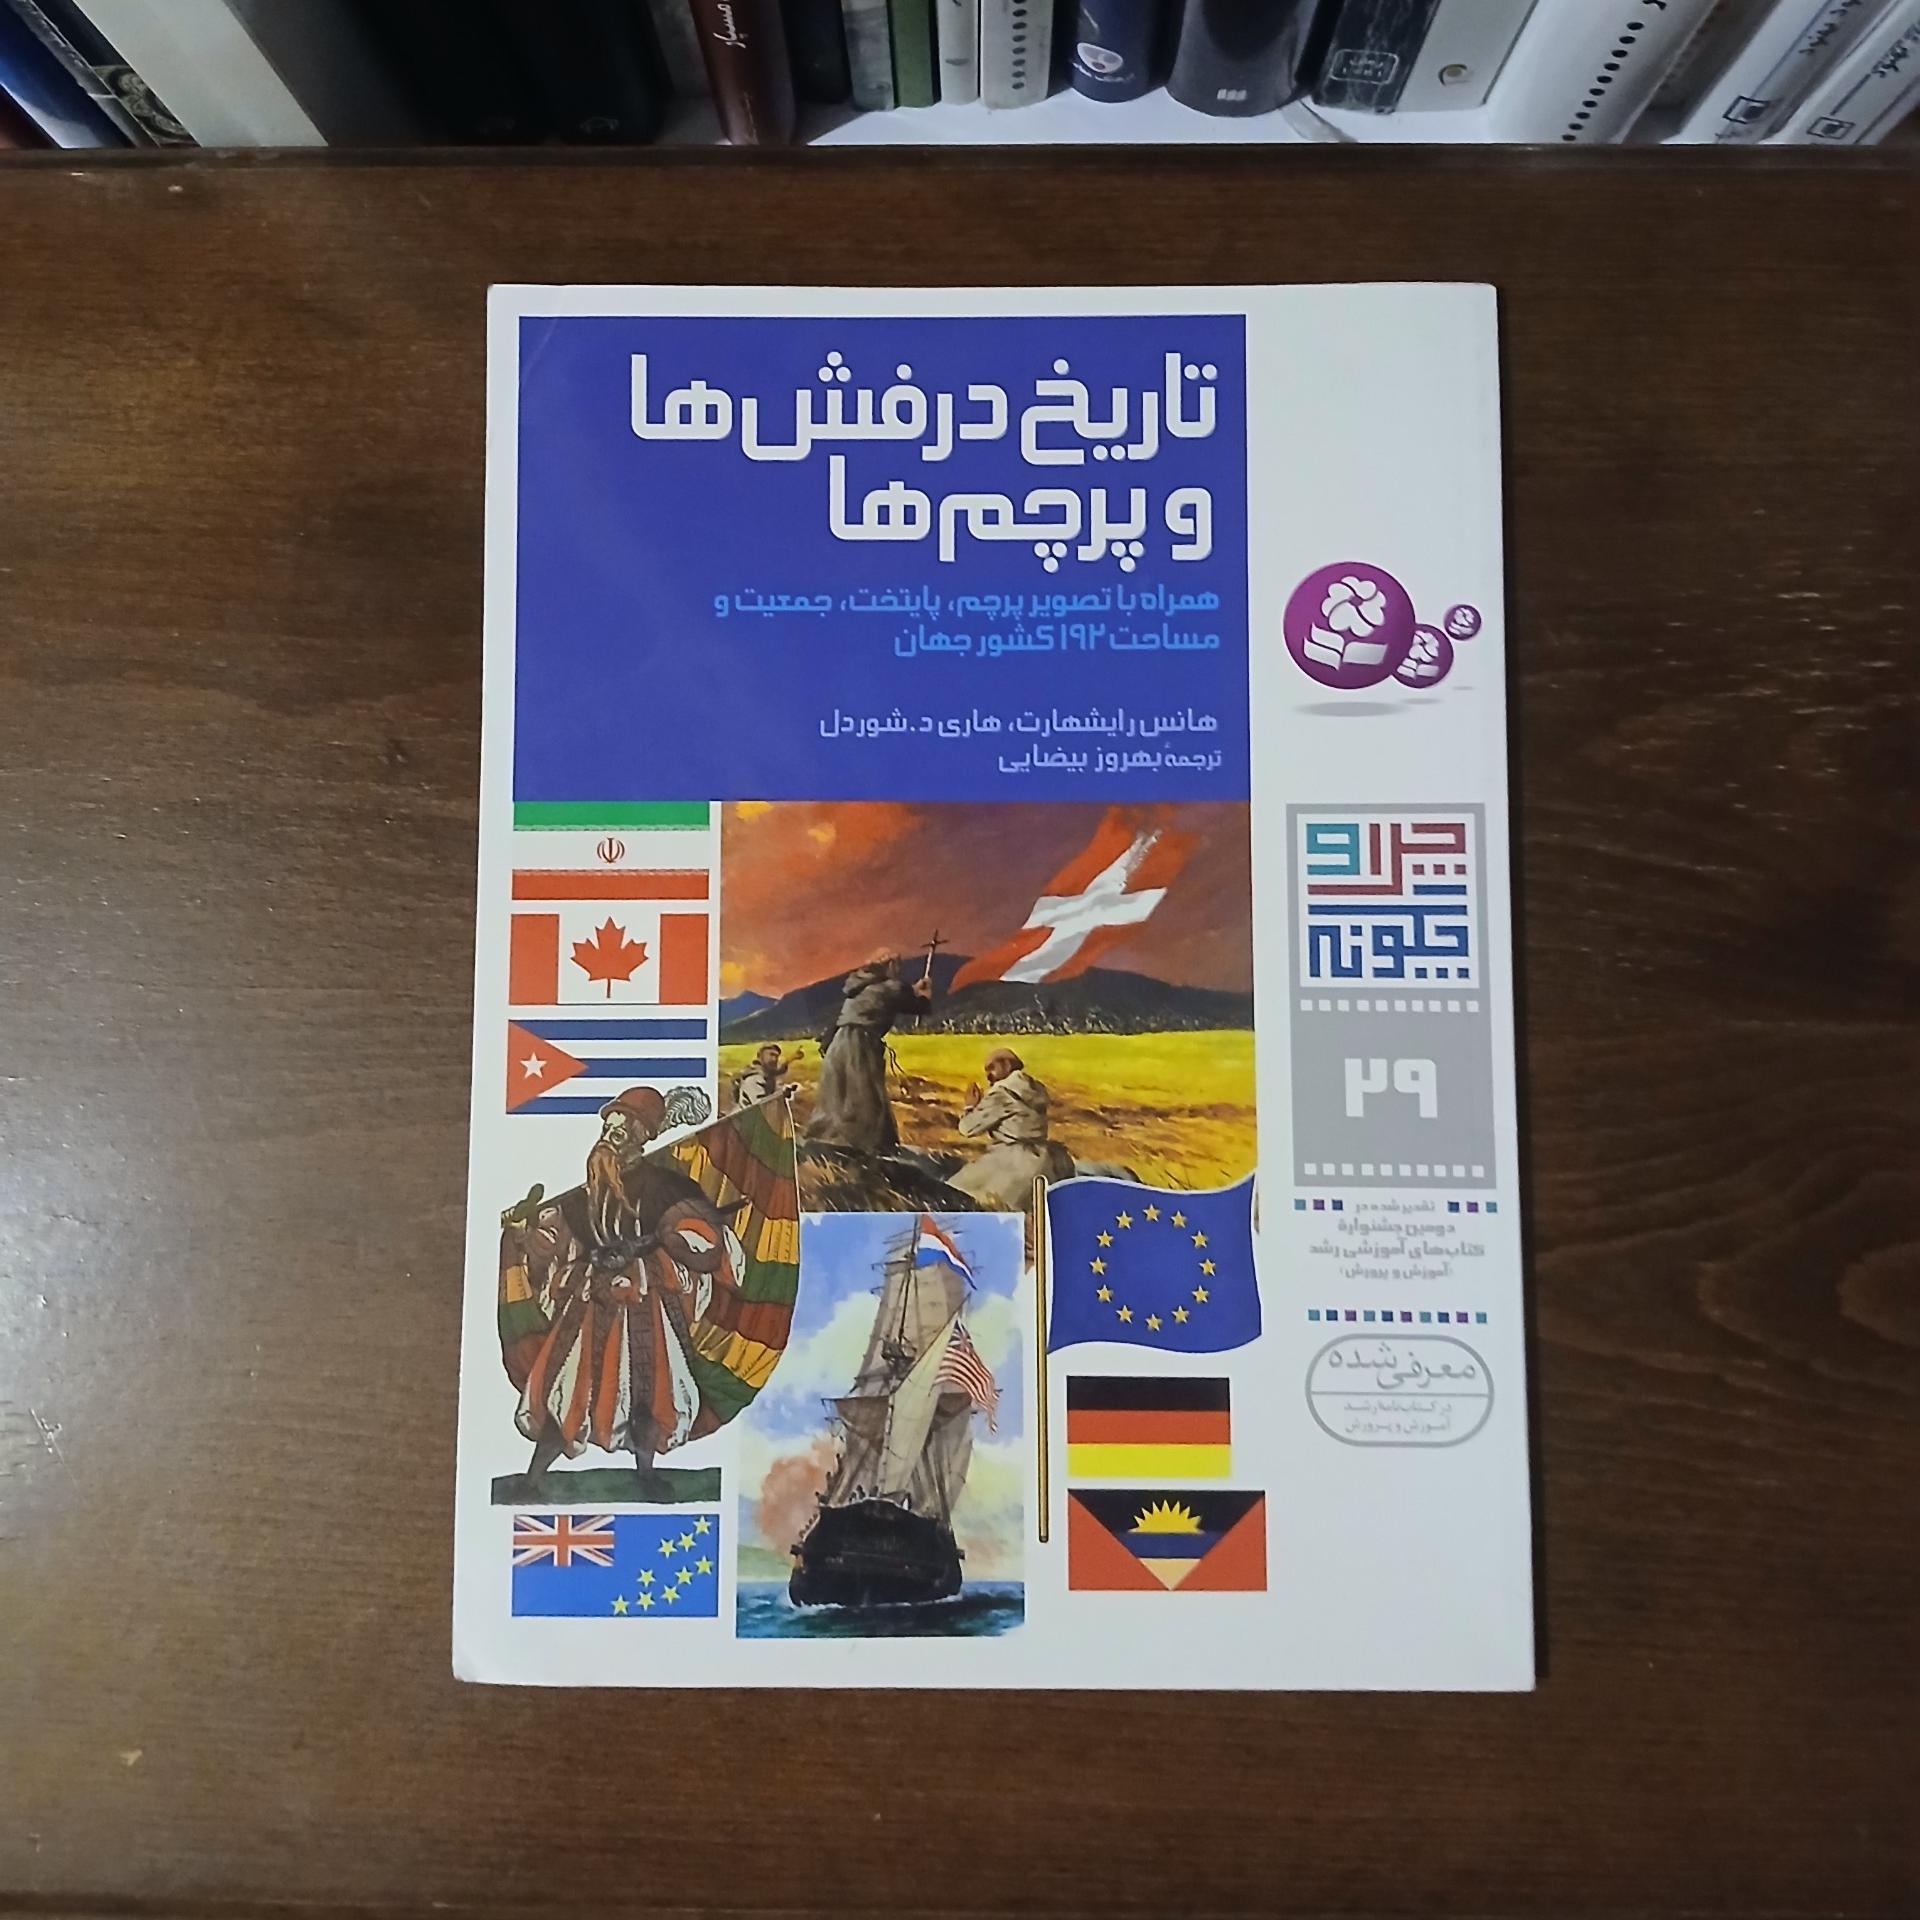 تاریخ درفش‌ها
و پرچم‌ها
همراه با تصویر پرچم، پایتخت، جمعیت و
مساحت ۱۹۲ کشور جهان
هانس رایشهارت، هاری د. شوردل
ترجمهٔ بهروز بیضایی
چرا و
چگونه
۲۹
تقدیر شده در
دومین جشنوارهٔ
کتاب‌های آموزشی رشد
(آموزش و پرورش)
معرفی شده
در کتاب‌نامهٔ رشد
آموزش و پرورش